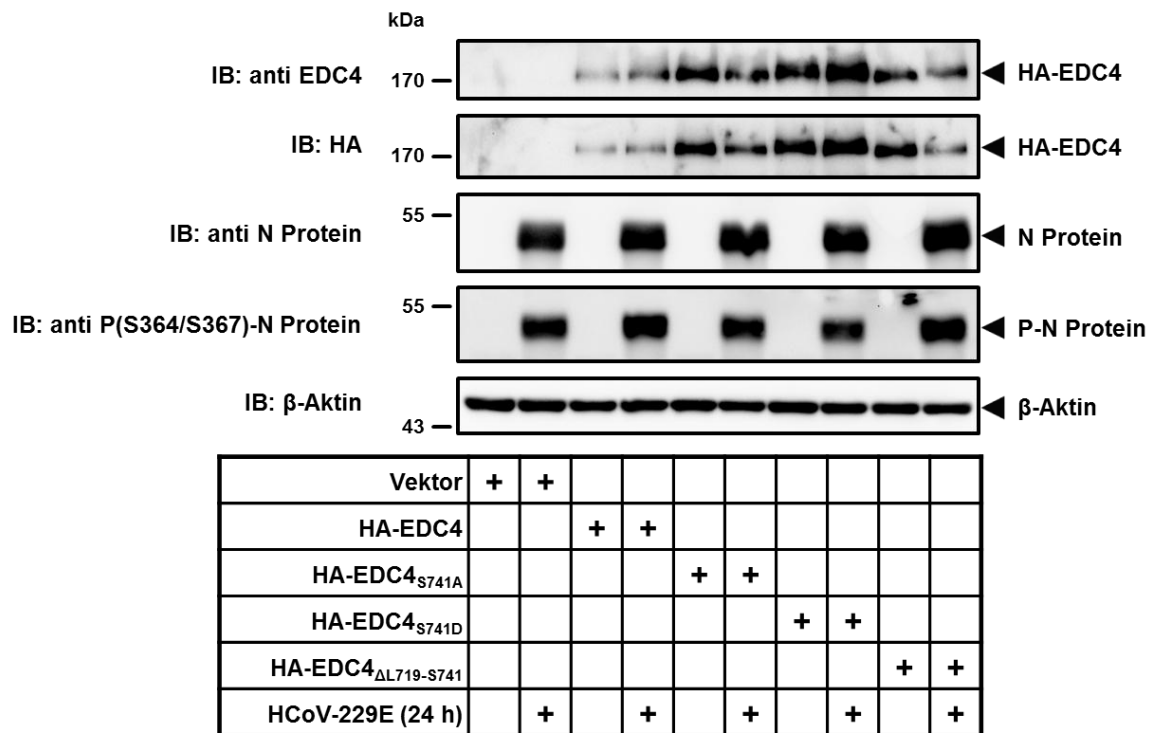 kDa
IB: anti EDC4 170 HA-EDC4
IB: HA 170 HA-EDC4
IB: anti N Protein 55 N Protein
IB: anti P(S364/S367)-N Protein 55 P-N Protein
IB: β-Aktin 43 β-Aktin
Vektor + +
HA-EDC4 + +
HA-EDC4S741A + +
HA-EDC4S741D + +
HA-EDC4ΔL719-S741 + +
HCoV-229E (24 h) + + + + +